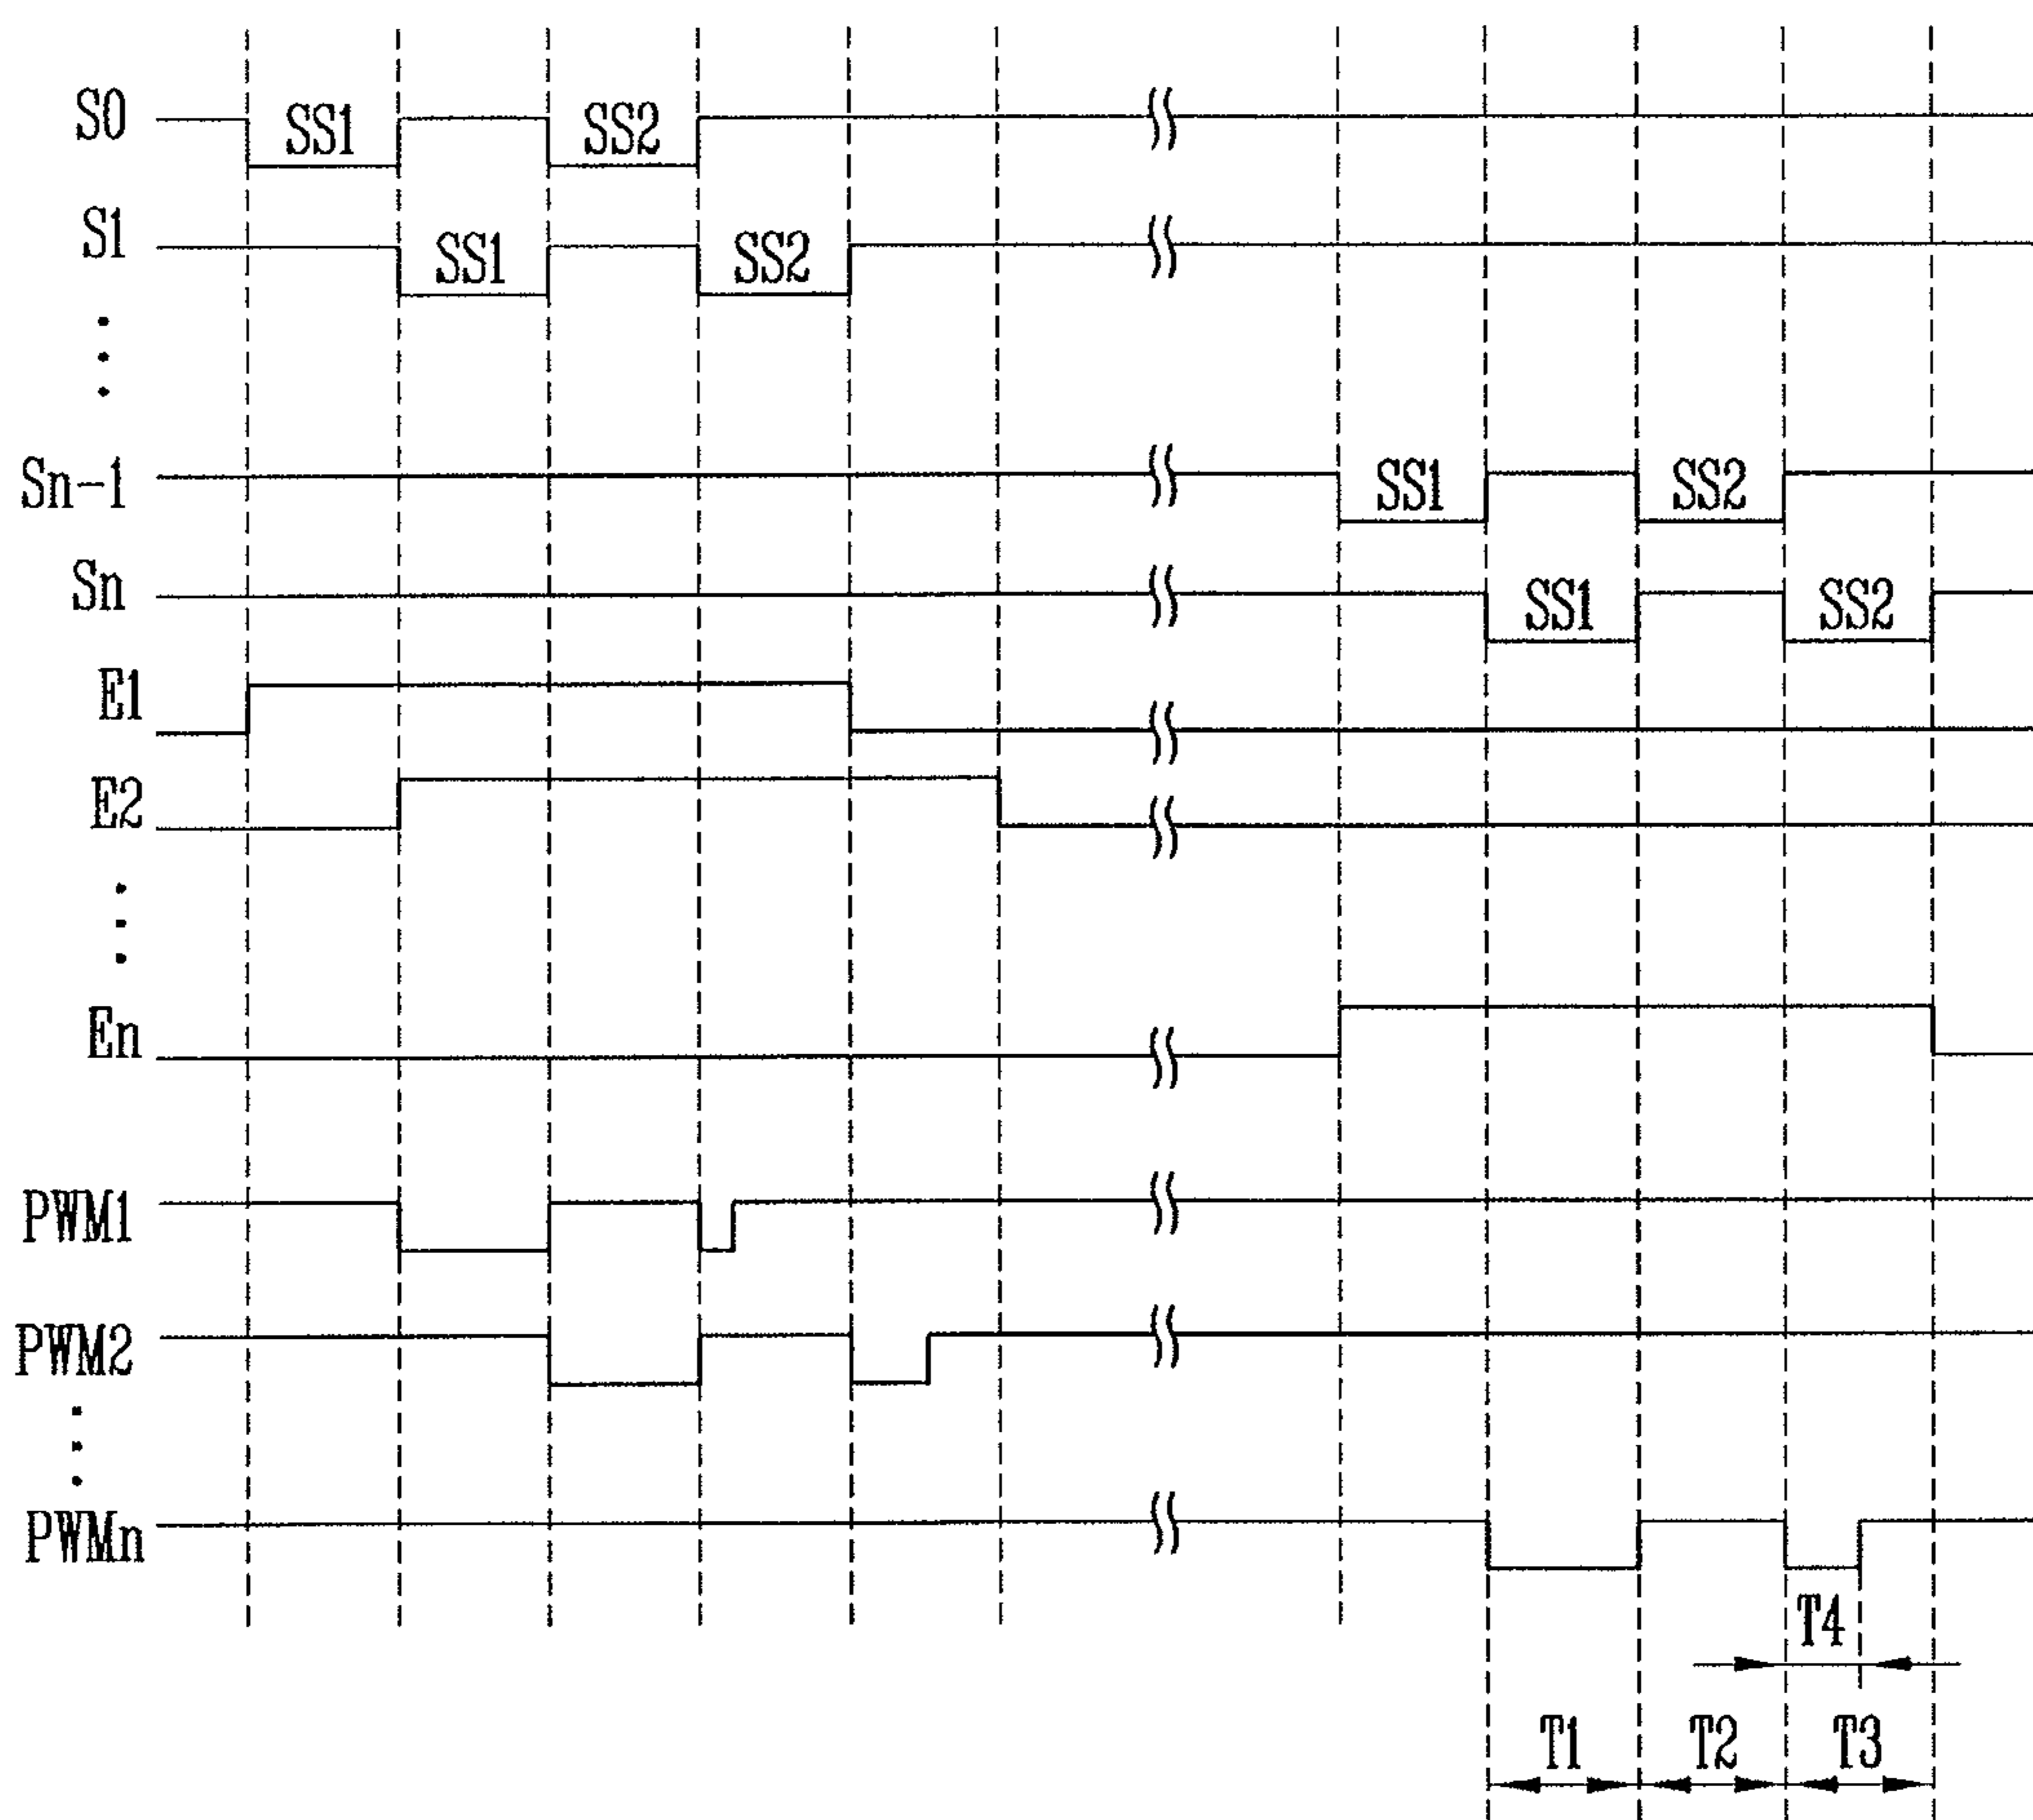 S0 SS1 SS2
S1 SS1 SS2
Sn-1 SS1 SS2
Sn SS1 SS2
E1
E2
En
PWM1
PWM2
PWMn
T4
T1 T2 T3